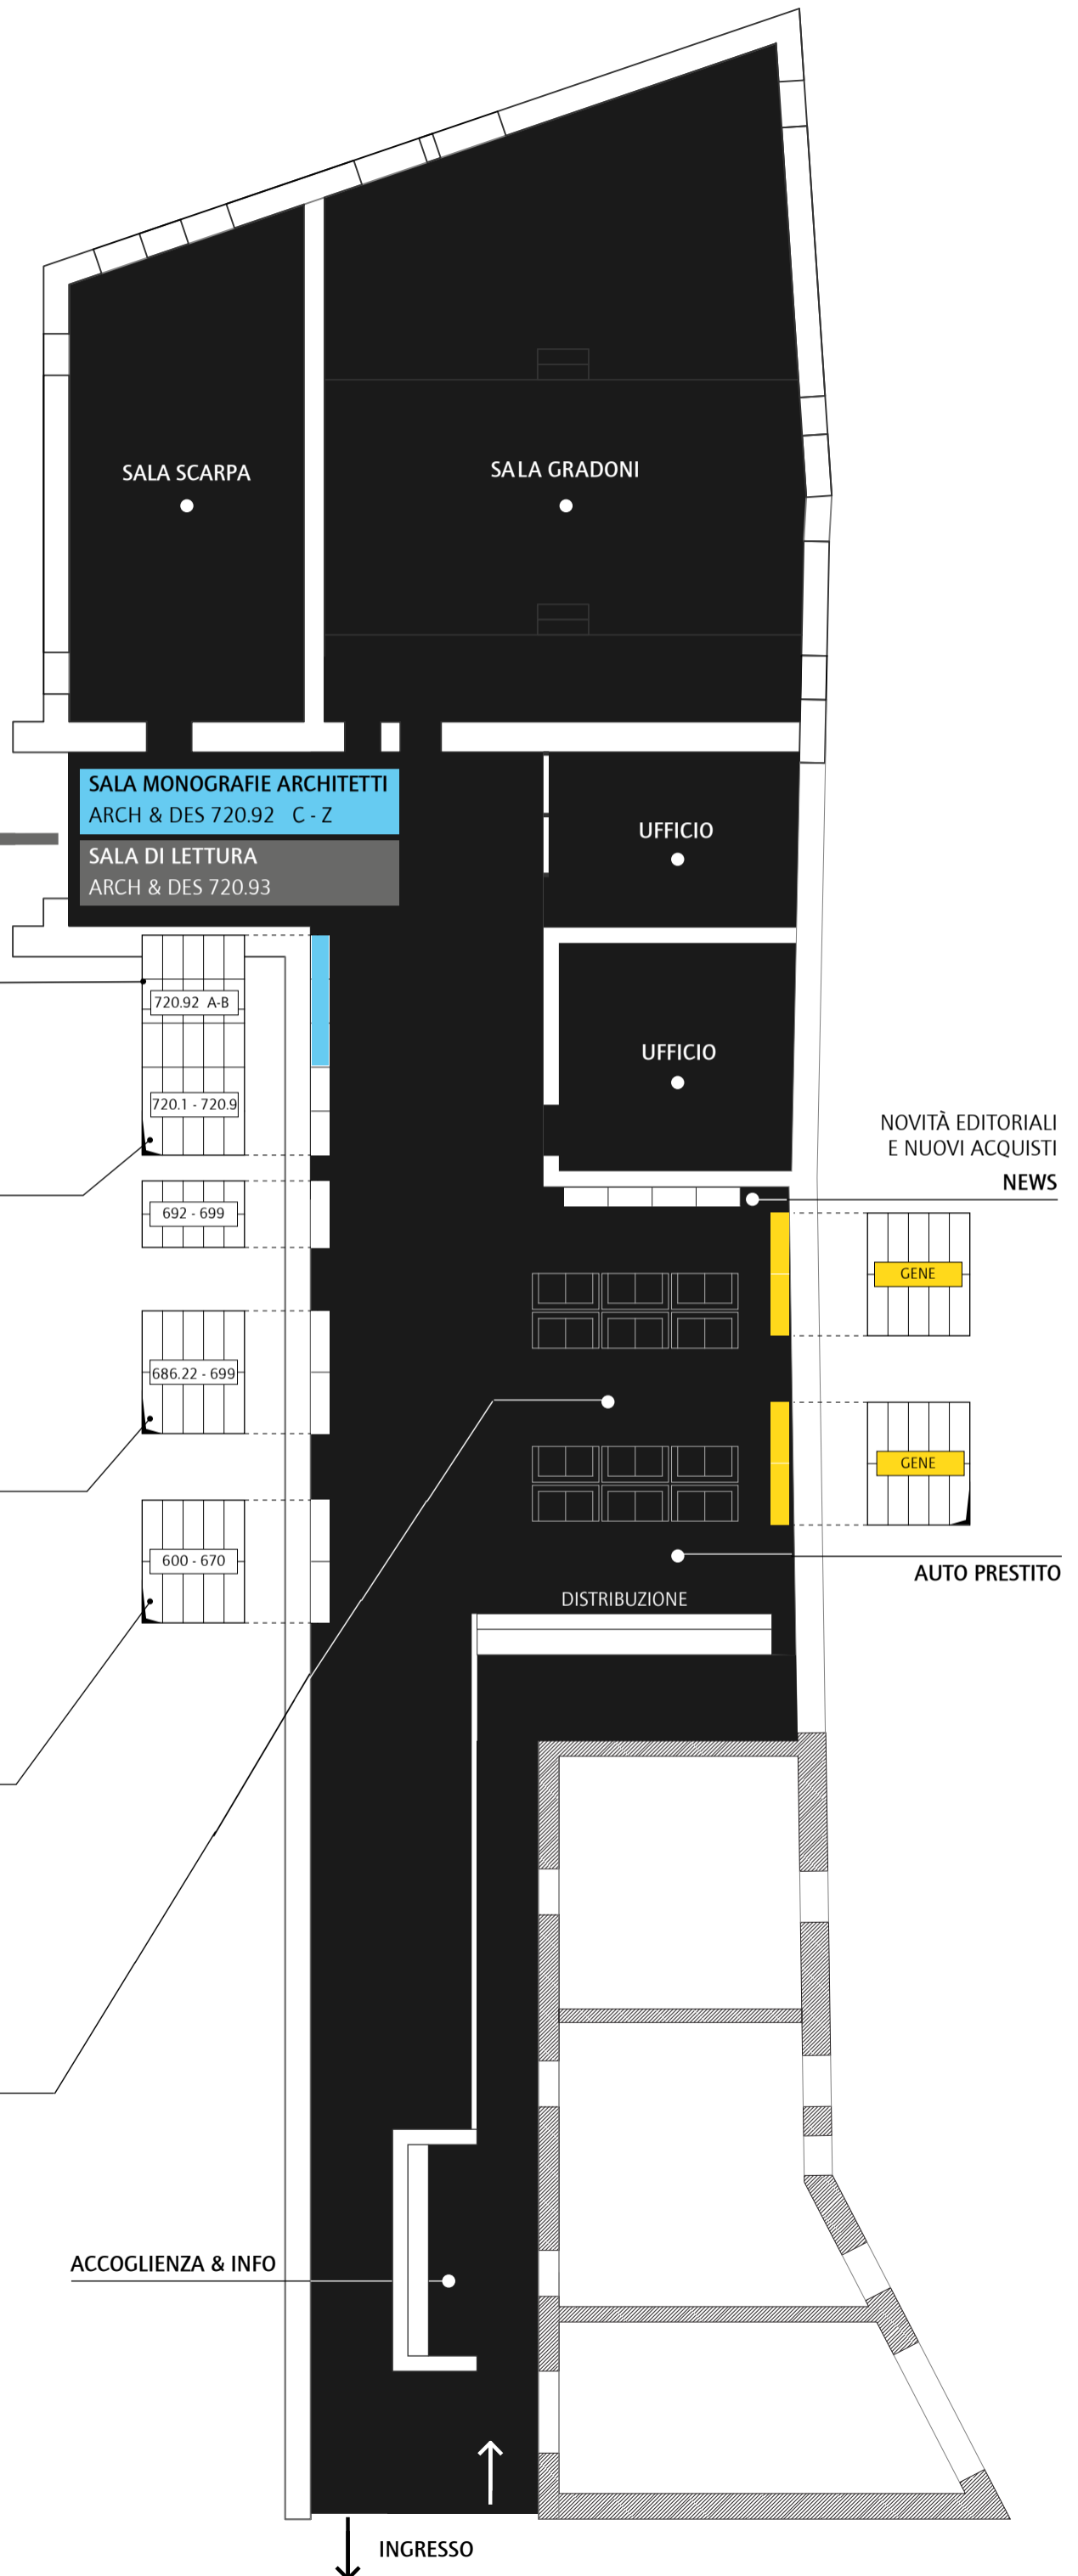 SALA SCARPA
SALA GRADONI
SALA MONOGRAFIE ARCHITETTI
ARCH & DES 720.92 C - Z
SALA DI LETTURA
ARCH & DES 720.93
UFFICIO
720.92 A-B
UFFICIO
720.1 - 720.9
NOVITÀ EDITORIALI
E NUOVI ACQUISTI
NEWS
692 - 699
GENE
686.22 - 699
GENE
600 - 670
AUTO PRESTITO
DISTRIBUZIONE
ACCOGLIENZA & INFO
INGRESSO